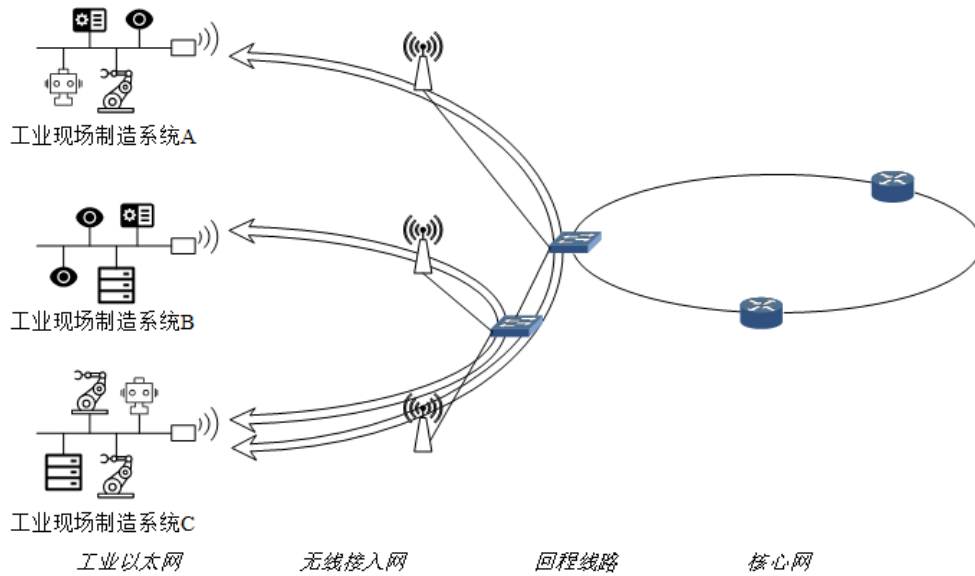 工业现场制造系统A
工业现场制造系统B
工业现场制造系统C
工业以太网 无线接入网 回程线路 核心网